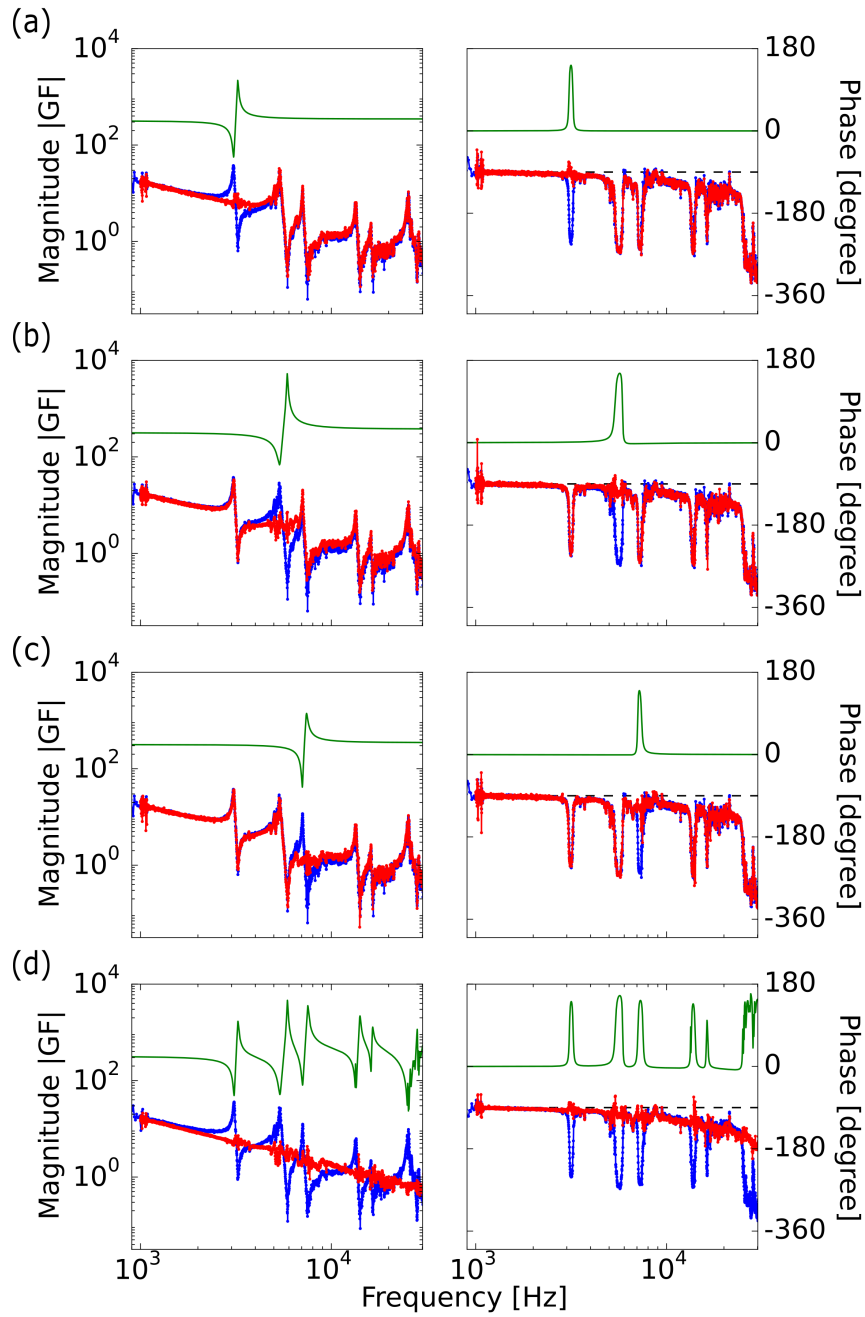 (a)
10⁴
10²
10⁰
Magnitude |GF|
180
0
-180
-360
Phase [degree]
(b)
10⁴
10²
10⁰
Magnitude |GF|
180
0
-180
-360
Phase [degree]
(c)
10⁴
10²
10⁰
Magnitude |GF|
180
0
-180
-360
Phase [degree]
(d)
10⁴
10²
10⁰
Magnitude |GF|
180
0
-180
-360
Phase [degree]
10³
10⁴
10³
10⁴
Frequency [Hz]